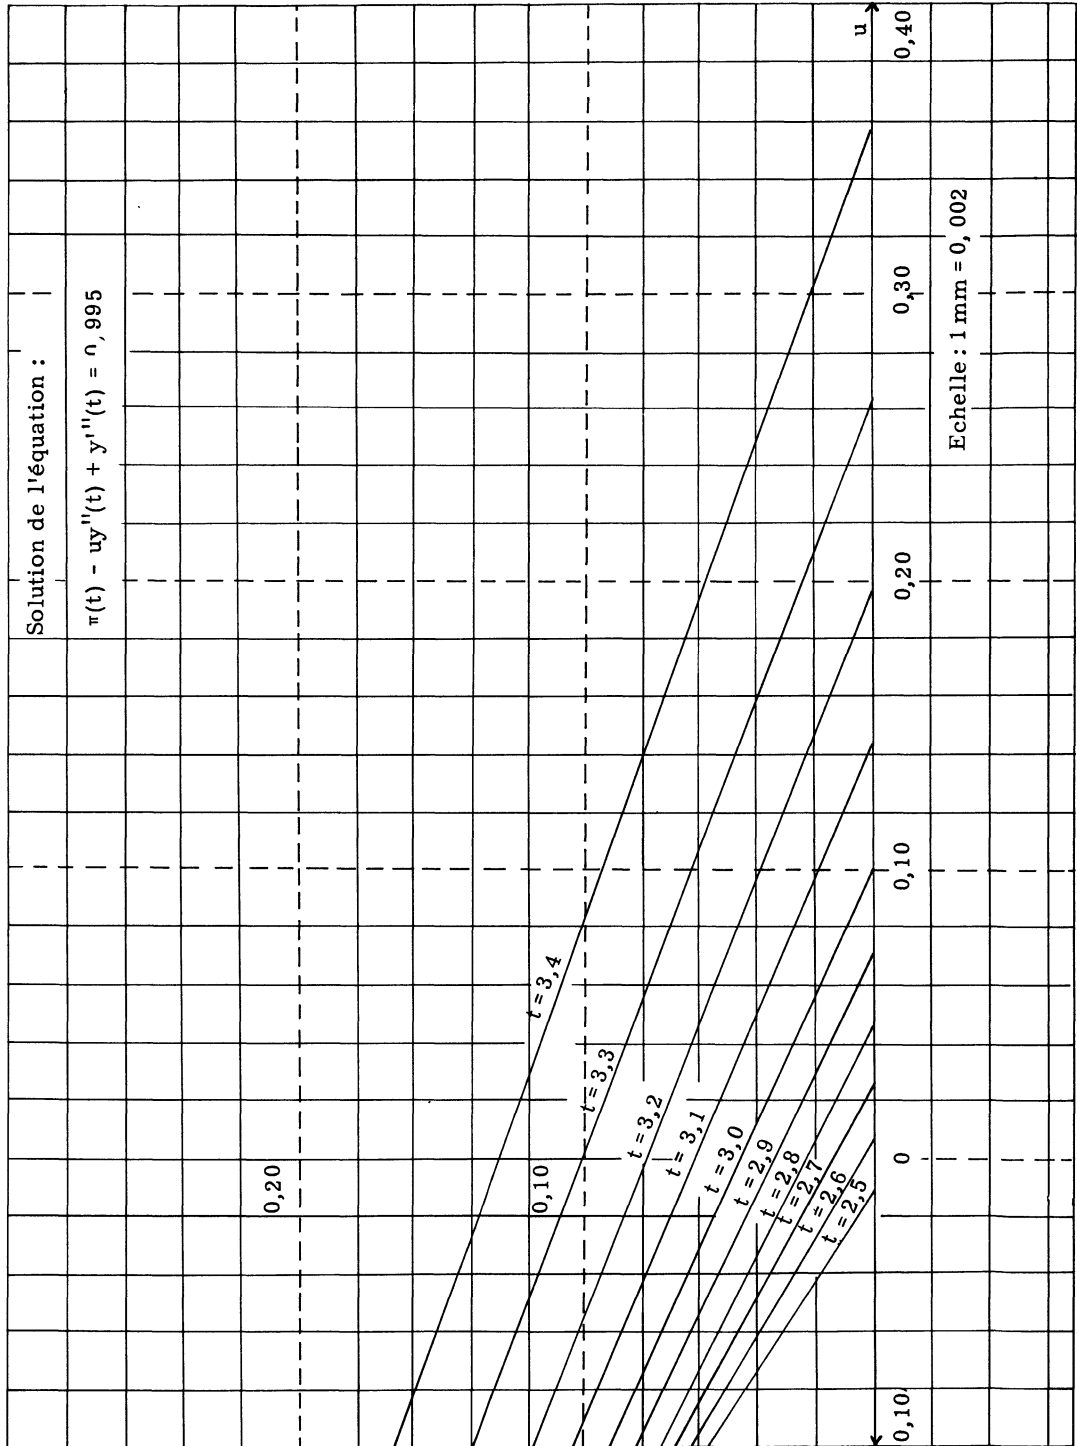 Solution de l'équation :
π(t) - uy"(t) + y'"(t) = 0,995
0,20
0,10
t = 3,4
t = 3,3
t = 3,2
t = 3,1
t = 3,0
t = 2,9
t = 2,8
t = 2,7
t = 2,6
t = 2,5
0,10
0
0,10
0,20
0,30
0,40
u
Echelle : 1 mm = 0,002